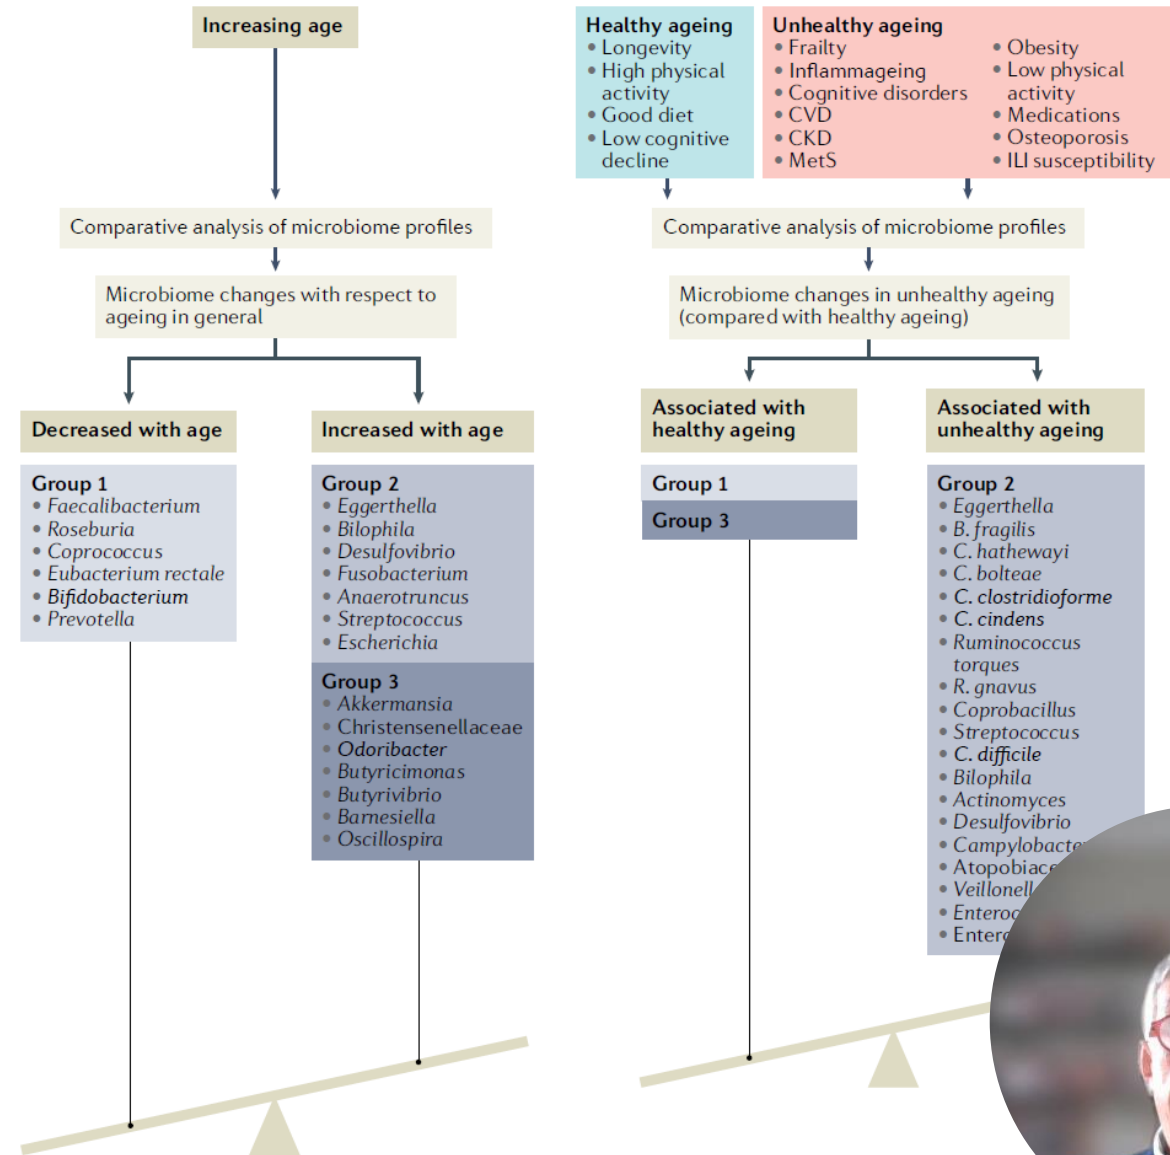 Increasing age
Comparative analysis of microbiome profiles
Microbiome changes with respect to
ageing in general
Decreased with age
Increased with age
Group 1
• Faecalibacterium
• Roseburia
• Coprococcus
• Eubacterium rectale
• Bifidobacterium
• Prevotella
Group 2
• Eggerthella
• Bilophila
• Desulfovibrio
• Fusobacterium
• Anaerotruncus
• Streptococcus
• Escherichia
Group 3
• Akkermansia
• Christensenellaceae
• Odoribacter
• Butyricimonas
• Butyrivibrio
• Barnesiella
• Oscillospira
Healthy ageing
• Longevity
• High physical
activity
• Good diet
• Low cognitive
decline
Unhealthy ageing
• Frailty
• Inflammageing
• Cognitive disorders
• CVD
• CKD
• MetS
• Obesity
• Low physical
activity
• Medications
• Osteoporosis
• ILI susceptibility
Comparative analysis of microbiome profiles
Microbiome changes in unhealthy ageing
(compared with healthy ageing)
Associated with
healthy ageing
Associated with
unhealthy ageing
Group 1
Group 3
Group 2
• Eggerthella
• B. fragilis
• C. hathewayi
• C. bolteae
• C. clostridioforme
• C. cindens
• Ruminococcus
torques
• R. gnavus
• Coprobacillus
• Streptococcus
• C. difficile
• Bilophila
• Actinomyces
• Desulfovibrio